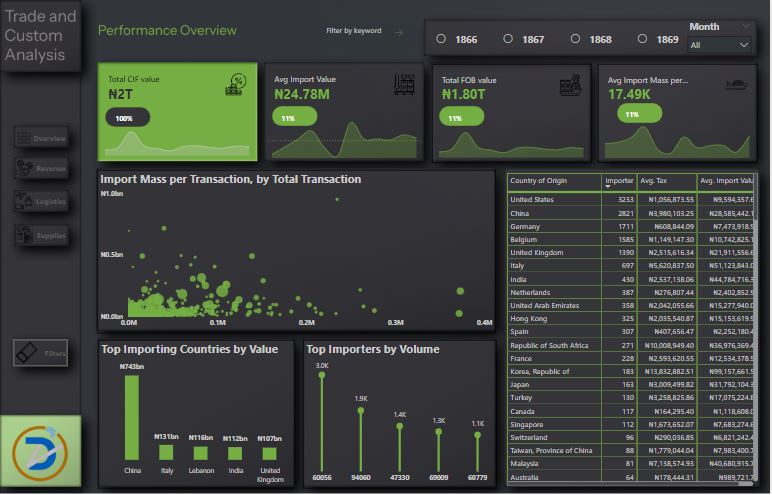 Trade and
Custom
Analysis
Performance Overview
Filter by keyword
1866
1867
1868
1869
Month
All
Overview
Revenue
Logistics
Supplies
Filters
Total CIF value
₦2T
100%
Avg Import Value
₦24.78M
11%
Total FOB value
₦1.80T
11%
Avg Import Mass per...
17.49K
11%
Import Mass per Transaction, by Total Transaction
₦1.0bn
₦0.5bn
₦0.0bn
0.0M 0.1M 0.2M 0.3M 0.4M
Country of Origin Importer Avg. Tax Avg. Import Valu
United States 3233 ₦1,056,873.55 ₦9,594,357.6
China 2821 ₦3,980,103.25 ₦28,585,442.1
Germany 1711 ₦608,844.09 ₦7,473,918.9
Belgium 1585 ₦1,149,147.30 ₦10,742,825.1
United Kingdom 1390 ₦2,515,616.34 ₦21,911,556.6
Italy 697 ₦5,620,837.50 ₦51,123,843.0
India 430 ₦2,537,138.06 ₦44,784,716.3
Netherlands 387 ₦276,807.44 ₦2,402,852.9
United Arab Emirates 358 ₦2,042,055.66 ₦15,277,940.0
Hong Kong 325 ₦2,035,540.87 ₦15,153,619.9
Spain 307 ₦407,656.47 ₦2,252,180.4
Republic of South Africa 271 ₦10,008,949.40 ₦36,976,369.4
France 228 ₦2,593,620.55 ₦12,534,378.5
Korea, Republic of 183 ₦13,832,882.51 ₦99,157,661.5
Japan 163 ₦3,009,499.82 ₦31,792,104.3
Turkey 130 ₦3,258,825.86 ₦17,075,224.8
Canada 117 ₦164,295.40 ₦1,118,608.0
Singapore 112 ₦1,673,652.07 ₦7,683,274.6
Switzerland 96 ₦290,036.85 ₦6,821,242.4
Taiwan, Province of China 88 ₦1,779,044.04 ₦7,983,400.7
Malaysia 81 ₦7,138,574.93 ₦40,680,915.7
Australia 64 ₦178,444.31 ₦989,721.7
Top Importing Countries by Value
₦743bn
₦131bn ₦116bn ₦112bn ₦107bn
China Italy Lebanon India United
Kingdom
Top Importers by Volume
3.0K
1.9K
1.4K
1.3K
1.1K
60056 94060 47330 69009 60779